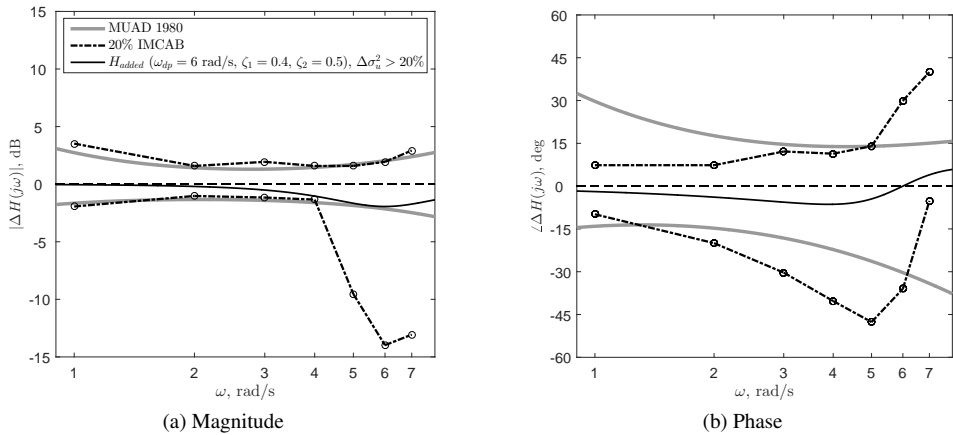 15
10
5
0
-5
-10
-15
|ΔH(jω)|, dB
MUAD 1980
20% IMCAB
H_added (ω_dp = 6 rad/s, ζ₁ = 0.4, ζ₂ = 0.5), Δσ_u² > 20%
1 2 3 4 5 6 7
ω, rad/s
(a) Magnitude
60
45
30
15
0
-15
-30
-45
-60
∠ΔH(jω), deg
1 2 3 4 5 6 7
ω, rad/s
(b) Phase